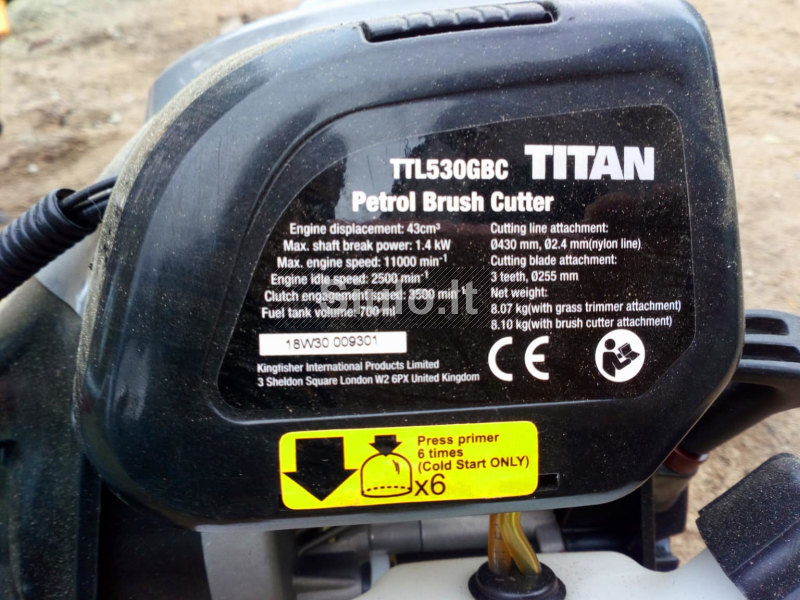 TTL530GBC TITAN
Petrol Brush Cutter
Engine displacement: 43cm³
Max. shaft break power: 1.4 kW
Max. engine speed: 11000 min⁻¹
Engine idle speed: 2500 min⁻¹
Clutch engagement speed: 3500 min⁻¹
Fuel tank volume: 700 ml
Cutting line attachment:
Ø430 mm, Ø2.4 mm(nylon line)
Cutting blade attachment:
3 teeth, Ø255 mm
Net weight:
8.07 kg(with grass trimmer attachment)
8.10 kg(with brush cutter attachment)
18W30 009301
Kingfisher International Products Limited
3 Sheldon Square London W2 6PX United Kingdom
CE
Press primer
6 times
(Cold Start ONLY)
x6